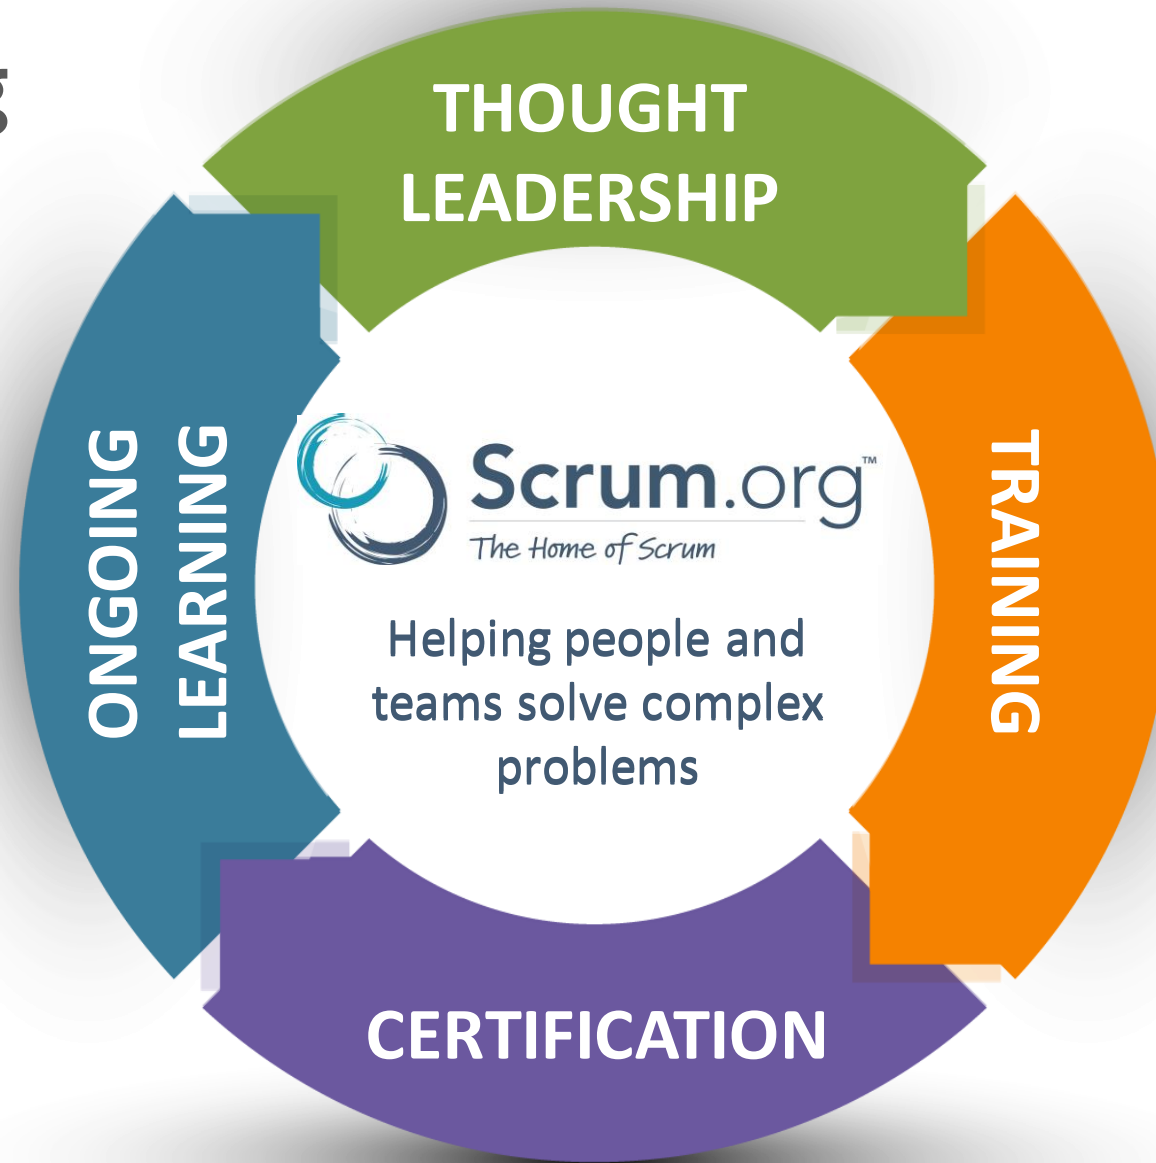 g
THOUGHT
LEADERSHIP
ONGOING
LEARNING
Scrum.org™
The Home of Scrum
Helping people and
teams solve complex
problems
TRAINING
CERTIFICATION